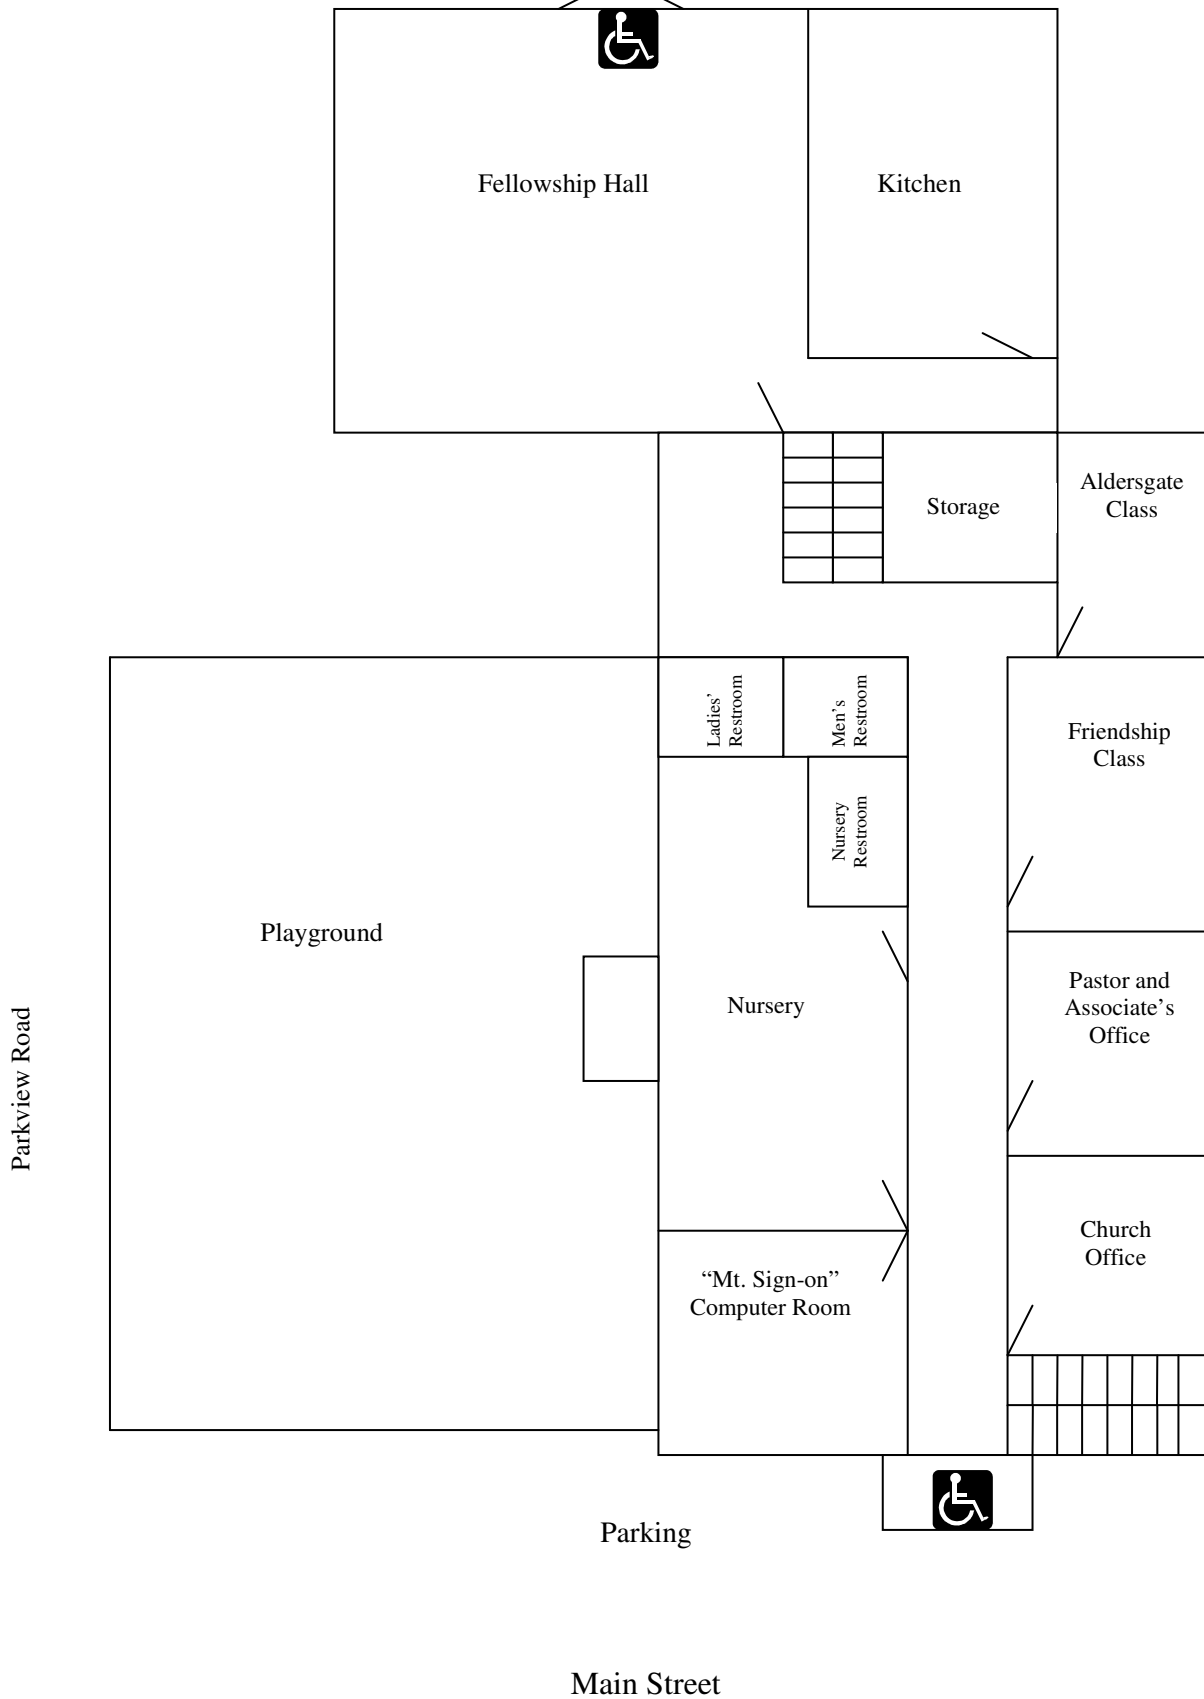 Fellowship Hall
Kitchen
Storage
Aldersgate
Class
Ladies’
Restroom
Men’s
Restroom
Friendship
Class
Nursery
Restroom
Playground
Nursery
Pastor and
Associate’s
Office
Parkview Road
Church
Office
“Mt. Sign-on”
Computer Room
Parking
Main Street